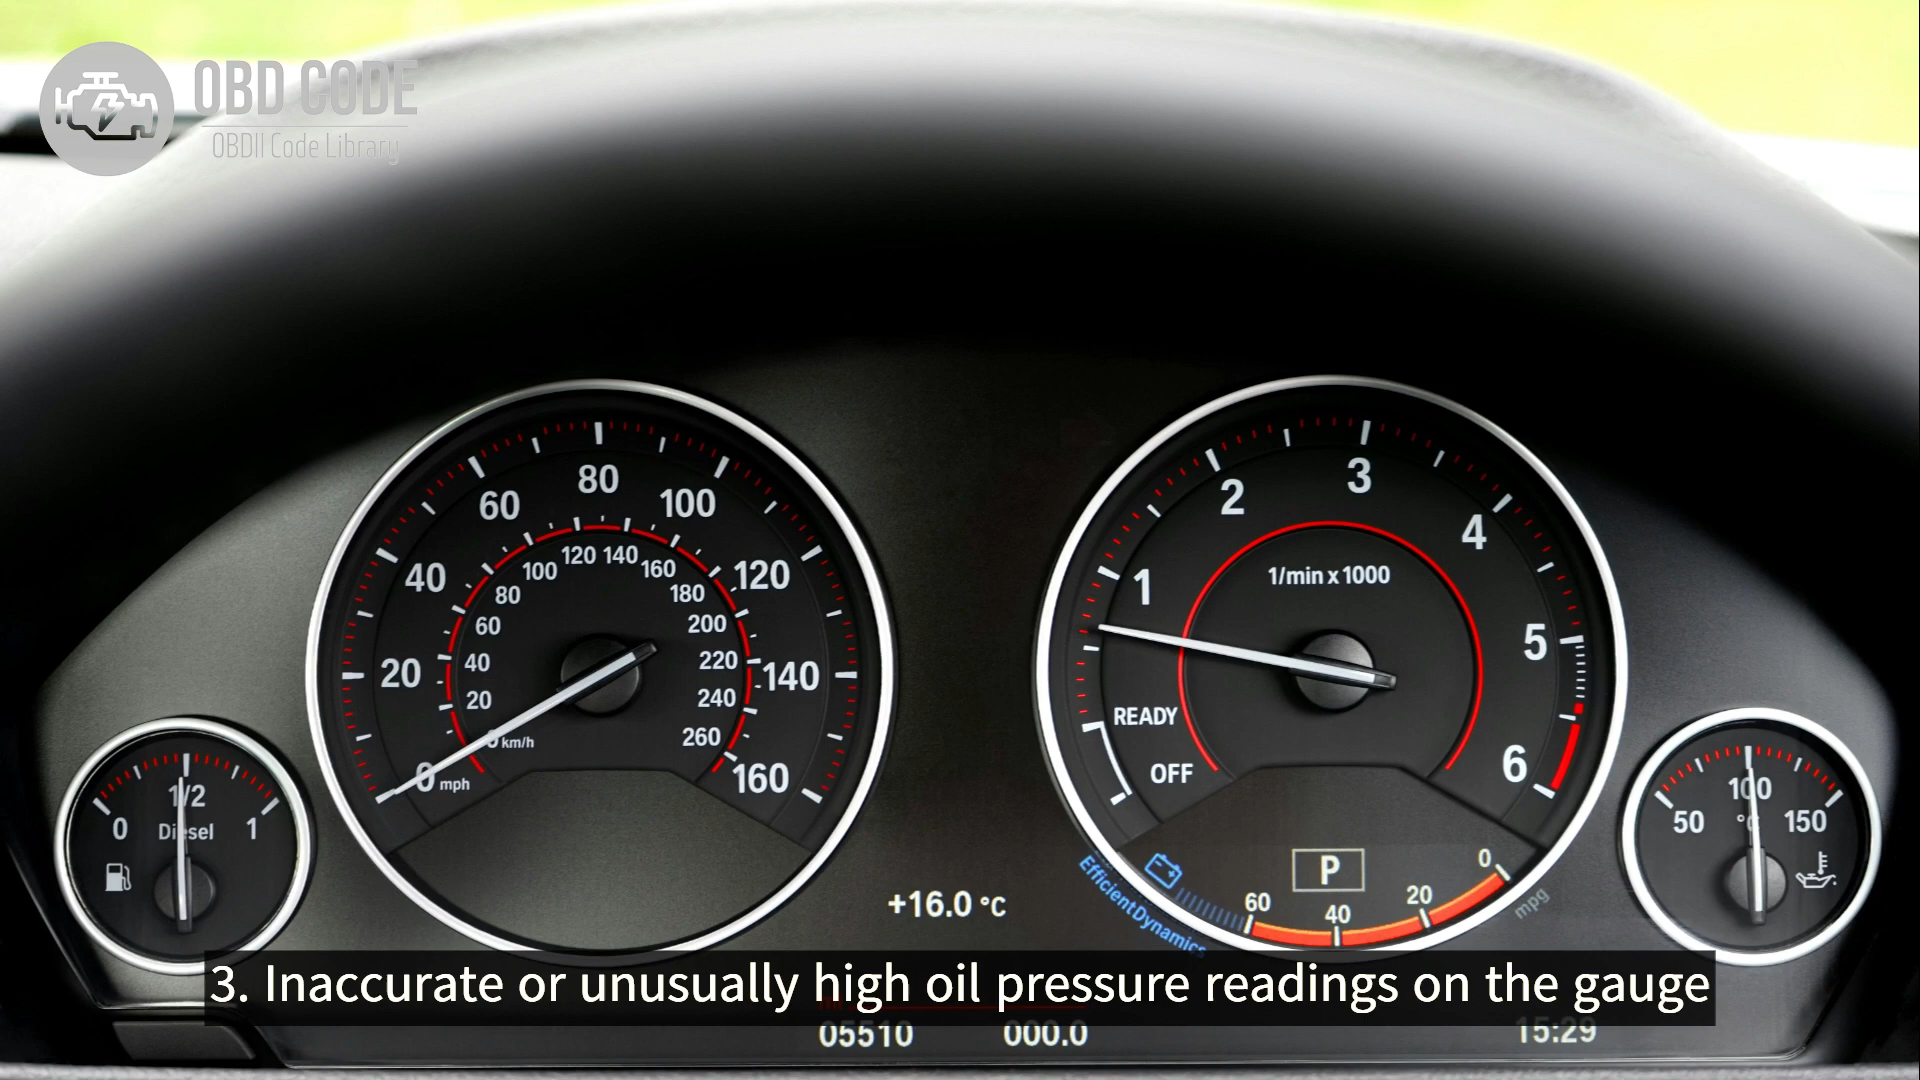 OBD CODE
OBDII Code Library
20
40
60
80
100
120
140
160
0 mph
20
40
60
80
100
120 140
160
180
200
220
240
260
km/h
1
2
3
4
5
6
1/min x 1000
READY
OFF
0
1/2
1
Diesel
50
100
150
°C
+16.0 °C
P
EfficientDynamics
60
40
20
0
mpg
3. Inaccurate or unusually high oil pressure readings on the gauge
05510
000.0
15:29